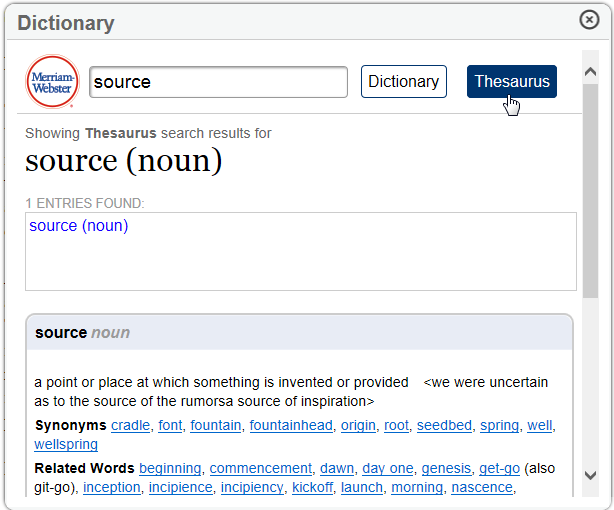 Dictionary
Merriam-
Webster
source
Dictionary
Thesaurus
Showing Thesaurus search results for
source (noun)
1 ENTRIES FOUND:
source (noun)
source noun
a point or place at which something is invented or provided <we were uncertain
as to the source of the rumorsa source of inspiration>
Synonyms cradle, font, fountain, fountainhead, origin, root, seedbed, spring, well,
wellspring
Related Words beginning, commencement, dawn, day one, genesis, get-go (also
git-go), inception, incipience, incipiency, kickoff, launch, morning, nascence,